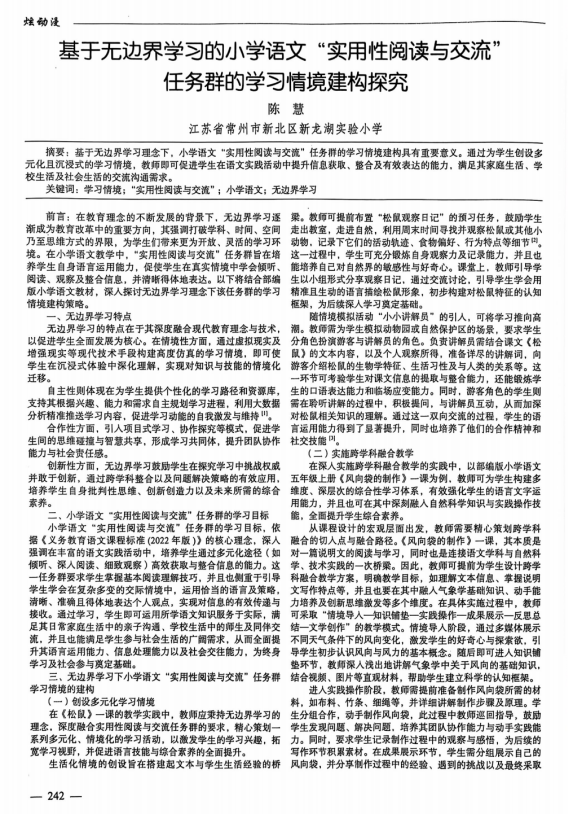 炫动漫
基于无边界学习的小学语文“实用性阅读与交流”
任务群的学习情境建构探究
陈 慧
江苏省常州市新北区新龙湖实验小学
摘要：基于无边界学习理念下，小学语文“实用性阅读与交流”任务群的学习情境建构具有重要意义。通过为学生创设多
元化且沉浸式的学习情境，教师即可促进学生在语文实践活动中提升信息获取、整合及有效表达的能力，满足其家庭生活、学
校生活及社会生活的交流沟通需求。
关键词：学习情境；“实用性阅读与交流”；小学语文；无边界学习
前言：在教育理念的不断发展的背景下，无边界学习逐
渐成为教育改革中的重要方向，其强调打破学科、时间、空间
乃至思维方式的界限，为学生们带来更为开放、灵活的学习环
境。在小学语文教学中，“实用性阅读与交流”任务群旨在培
养学生自身语言运用能力，促使学生在真实情境中学会倾听、
阅读、观察及整合信息，并清晰得体地表达。以下将结合部编
版小学语文教材，深入探讨无边界学习理念下该任务群的学习
情境建构策略。
一、无边界学习特点
无边界学习的特点在于其深度融合现代教育理念与技术，
以促进学生全面发展为核心。在情境性方面，通过虚拟现实及
增强现实等现代技术手段构建高度仿真的学习情境，即可使
学生在沉浸式体验中深化理解，实现对知识与技能的情境化
迁移。
自主性则体现在为学生提供个性化的学习路径和资源库，
支持其根据兴趣、能力和需求自主规划学习进程，利用大数据
分析精准推送学习内容，促进学习动能的自我激发与维持[1]。
合作性方面，引人项目式学习、协作探究等模式，促进学
生间的思维碰撞与智慧共享，形成学习共同体，提升团队协作
能力与社会责任感。
创新性方面，无边界学习鼓励学生在探究学习中挑战权威
并敢于创新，通过跨学科整合以及问题解决策略的有效应用，
培养学生自身批判性思维、创新创造力以及未来所需的综合
素养。
二、小学语文“实用性阅读与交流”任务群的学习目标
小学语文“实用性阅读与交流”任务群的学习目标，依
据《义务教育语文课程标准(2022 年版)》的核心理念，深入
强调在丰富的语文实践活动中，培养学生通过多元化途径（如
倾听、深人阅读、细致观察）高效获取与整合信息的能力。这
一任务群要求学生掌握基本阅读理解技巧，并且也侧重于引导
学生学会在复杂多变的交际情境中，运用恰当的语言及策略，
清晰、准确且得体地表达个人观点，实现对信息的有效传递与
接收。通过学习，学生即可运用所学语文知识服务于实际，满
足其日常家庭生活中的亲子沟通，学校生活中的师生及同伴交
流，并且也能满足学生参与社会生活的广阔需求，从而全面提
升其语言运用能力、信息处理能力以及社会交往能力，为终身
学习及社会参与奠定基础。
三、无边界学习下小学语文“实用性阅读与交流”任务群
学习情境的建构
（一）创设多元化学习情境
在《松鼠》一课的教学实践中，教师应秉持无边界学习的
理念，深度融合实用性阅读与交流任务群的要求，精心策划一
系列多元化、情境化的学习活动，以激发学生的学习兴趣，拓
宽学习视野，并促进语言技能与综合素养的全面提升。
生活化情境的创设旨在搭建起文本与学生生活经验的桥
梁。教师可提前布置“松鼠观察日记”的预习任务，鼓励学生
走出教室，走进自然，利用周末时间寻找并观察松鼠或其他小
动物，记录下它们的活动轨迹、食物偏好、行为特点等细节[2]。
这一过程中，学生可充分锻炼自身观察力及记录能力，并且也
能培养自己对自然界的敏感性与好奇心。课堂上，教师引导学
生以小组形式分享观察日记，通过交流讨论，引导学生学会用
精准且生动的语言描绘松鼠形象，初步构建对松鼠特征的认知
框架，为后续深人学习奠定基础。
随情境模拟活动“小小讲解员”的引人，可将学习推向高
潮。教师需为学生模拟动物园或自然保护区的场景，要求学生
分角色扮演游客与讲解员的角色。负责讲解员需结合课文《松
鼠》的文本内容，以及个人观察所得，准备详尽的讲解词，向
游客介绍松鼠的生物学特征、生活习性及与人类的关系等。这
一环节可考验学生对课文信息的提取与整合能力，还能锻炼学
生的口语表达能力和临场应变能力。同时，游客角色的学生则
需在聆听讲解的过程中，积极提问，与讲解员互动，从而加深
对松鼠相关知识的理解。通过这一双向交流的过程，学生的语
言运用能力得到了显著提升，同时也培养了他们的合作精神和
社交技能[3]。
（二）实施跨学科融合教学
在深人实施跨学科融合教学的实践中，以部编版小学语文
五年级上册《风向袋的制作》一课为例，教师可为学生构建多
维度、深层次的综合性学习体系，有效强化学生的语言文字运
用能力，并且也可在其中深刻融人自然科学知识与实践操作技
能，全面提升学生综合素养。
从课程设计的宏观层面出发，教师需要精心策划跨学科
融合的切人点与融合路径。《风向袋的制作》一课，其本质是
对一篇说明文的阅读与学习，同时也是连接语文学科与自然科
学、技术实践的一次桥梁。因此，教师可提前为学生设计跨学
科融合教学方案，明确教学目标，如理解文本信息、掌握说明
文写作特点等，并且也要在其中融人气象学基础知识、动手能
力培养及创新思维激发等多个维度。在具体实施过程中，教师
可采取“情境导人—知识铺垫—实践操作—成果展示—反思总
结—文学创作”的教学模式。情境导人阶段，通过多媒体展示
不同天气条件下的风向变化，激发学生的好奇心与探索欲，引
导学生初步认识风向与风力的基本概念。随后即可进人知识铺
垫环节，教师深人浅出地讲解气象学中关于风向的基础知识，
结合视频、图片等直观材料，帮助学生建立科学的认知框架。
进人实践操作阶段，教师需提前准备制作风向袋所需的材
料，如布料、竹条、细绳等，并详细讲解制作步骤及原理。学
生分组合作，动手制作风向袋，此过程中教师巡回指导，鼓励
学生发现问题、解决问题，培养其团队协作能力与动手实践能
力。同时，要求学生记录制作过程中的观察与感悟，为后续的
写作环节积累素材。在成果展示环节，学生需分组展示自己的
风向袋，并分享制作过程中的经验、遇到的挑战以及最终采取
— 242 —